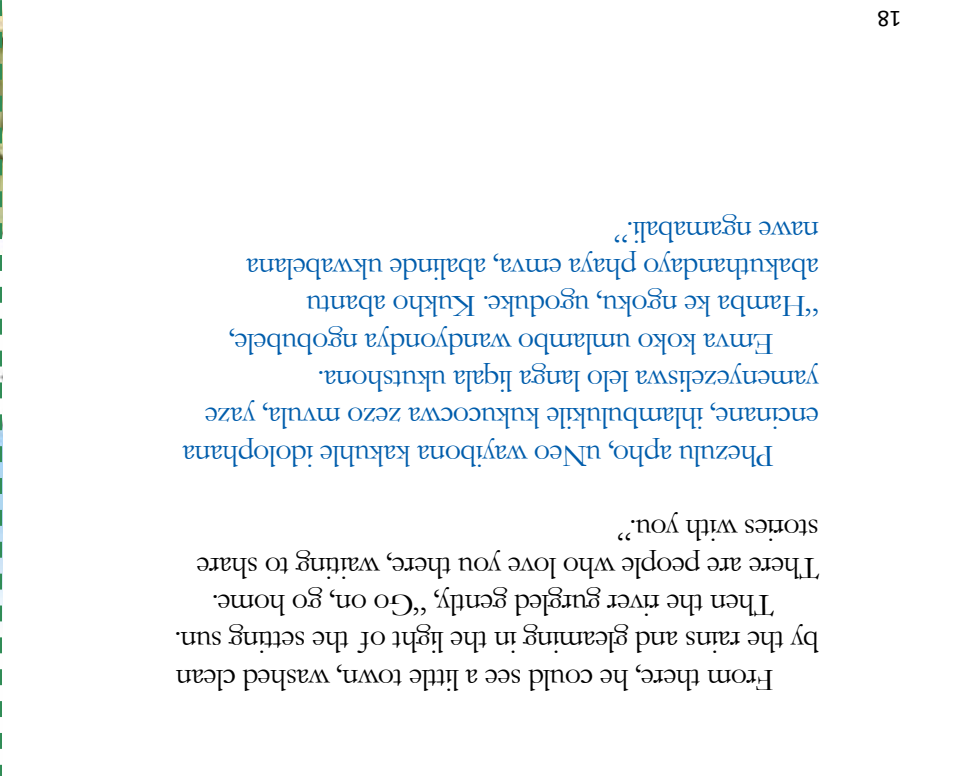 From there, he could see a little town, washed clean
by the rains and gleaming in the light of the setting sun.
Then the river gurgled gently, “Go on, go home.
There are people who love you there, waiting to share
stories with you.”
Phezulu apho, uNeo wayibona kakuhle idolophana
encinane, ihlambulukile kukucocwa zezo mvula, yaze
yamenyezeliswa lelo langa liqala ukutshona.
Emva koko umlambo wandyondya ngobubele,
“Hamba ke ngoku, ugoduke. Kukho abantu
abakuthandayo phaya emva, abalinde ukwabelana
nawe ngamabali.”
18